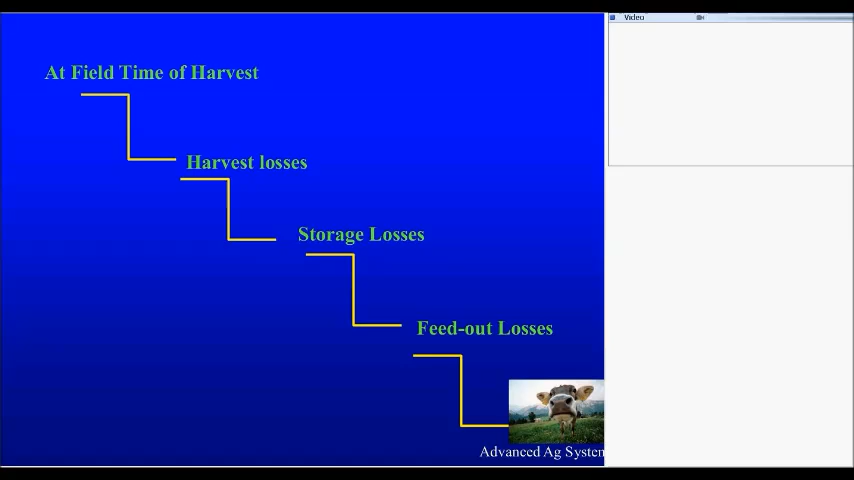 Video
At Field Time of Harvest
Harvest losses
Storage Losses
Feed-out Losses
Advanced Ag System